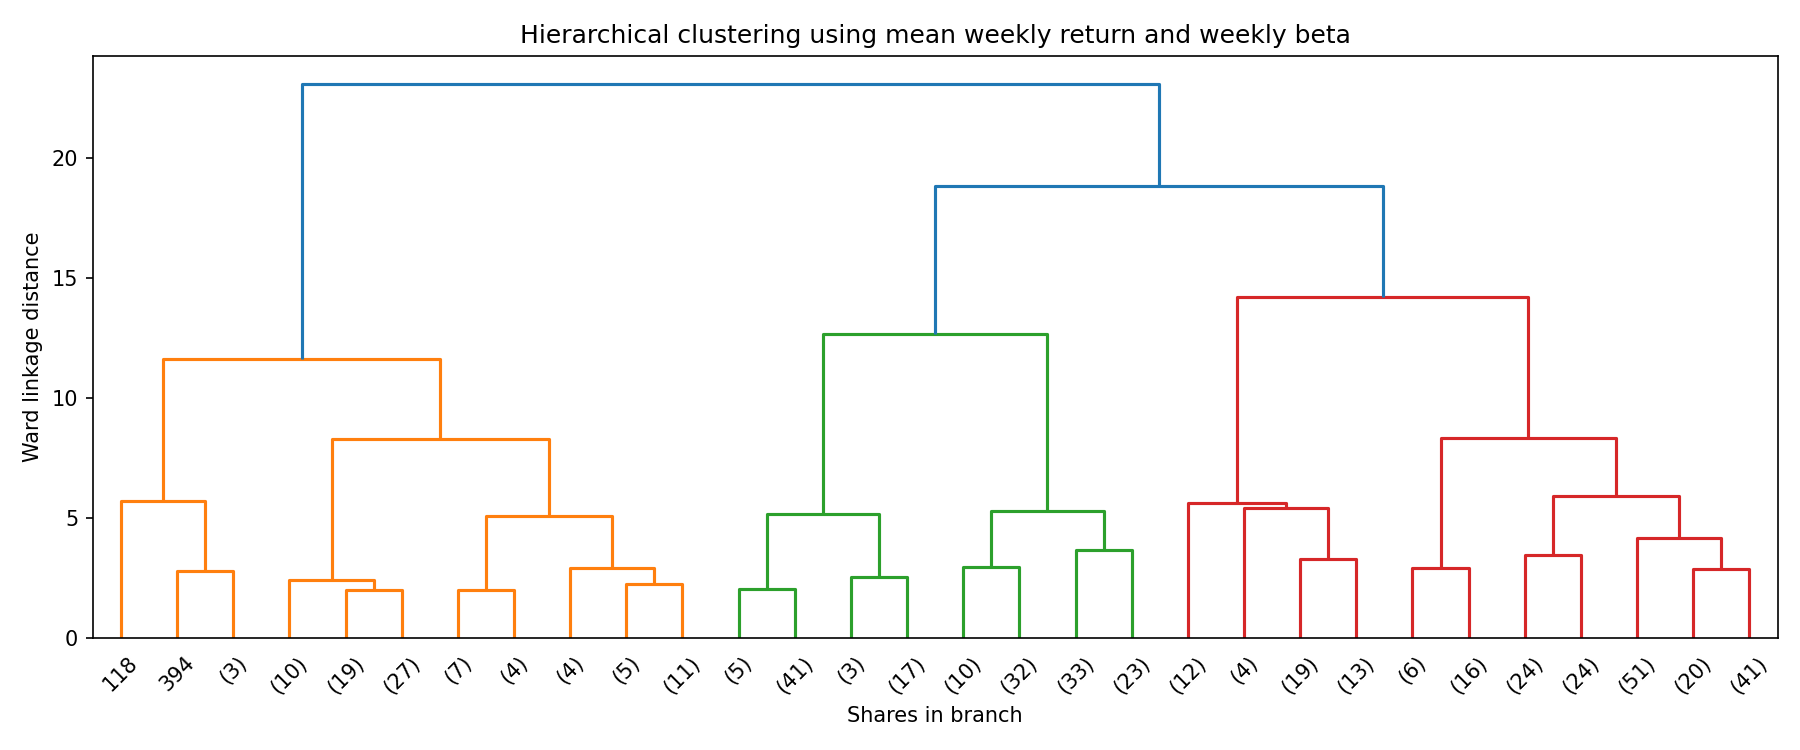 Hierarchical clustering using mean weekly return and weekly beta
Ward linkage distance
20
15
10
5
0
118 394 (3) (10) (19) (27) (7) (4) (4) (5) (11) (5) (41) (3) (17) (10) (32) (33) (23) (12) (4) (19) (13) (6) (16) (24) (24) (51) (20) (41)
Shares in branch